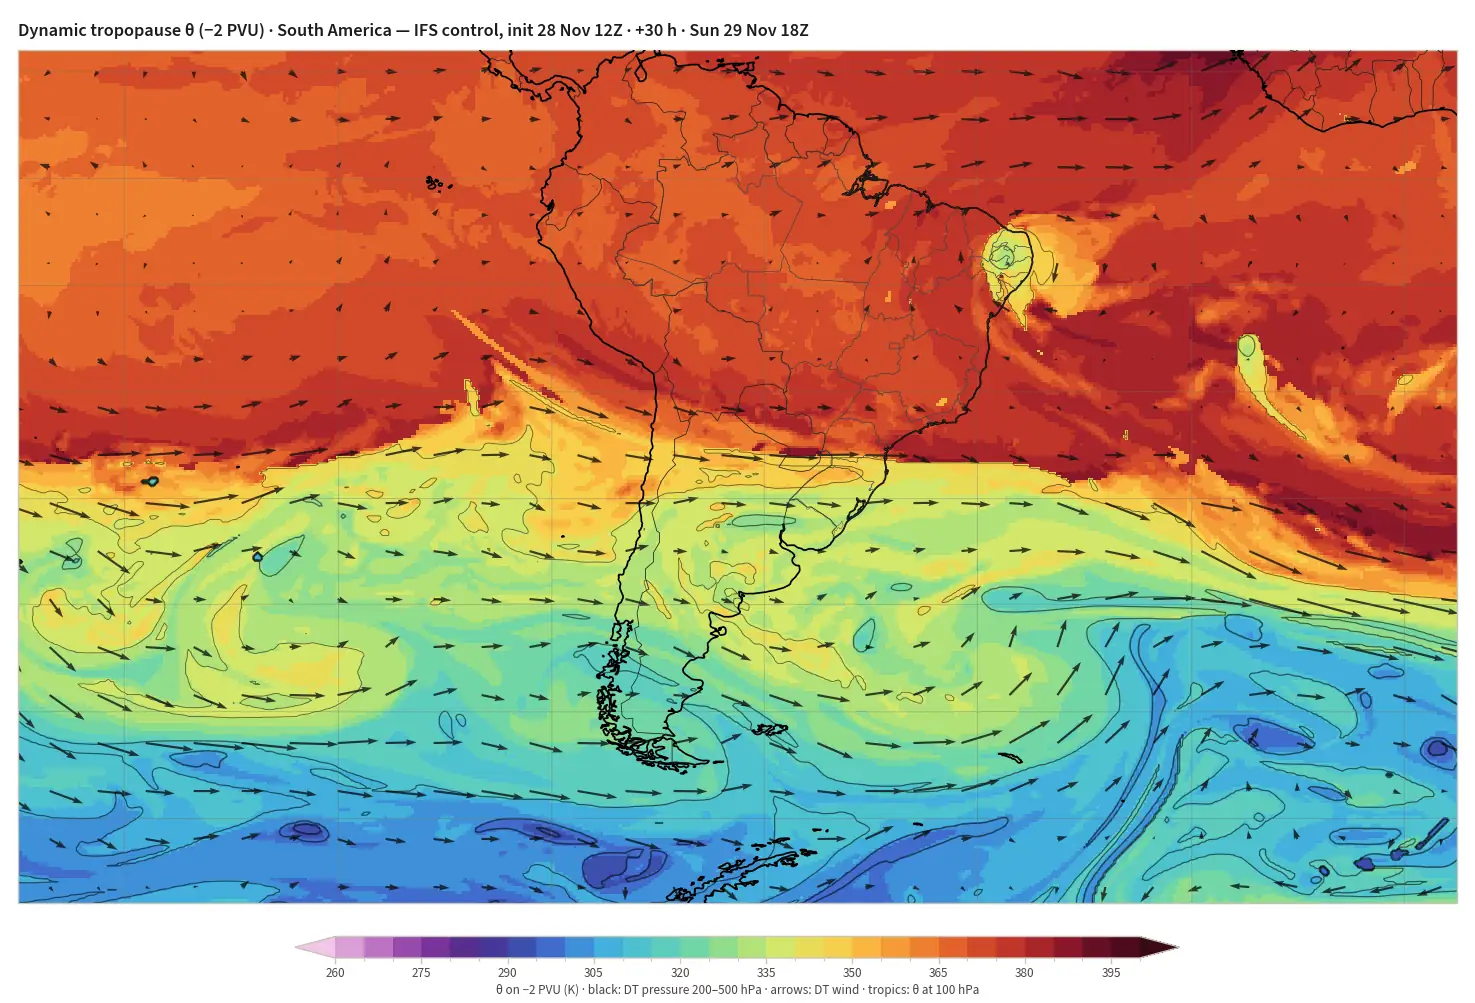 Dynamic tropopause θ (−2 PVU) · South America — IFS control, init 28 Nov 12Z · +30 h · Sun 29 Nov 18Z
260 275 290 305 320 335 350 365 380 395
θ on −2 PVU (K) · black: DT pressure 200–500 hPa · arrows: DT wind · tropics: θ at 100 hPa